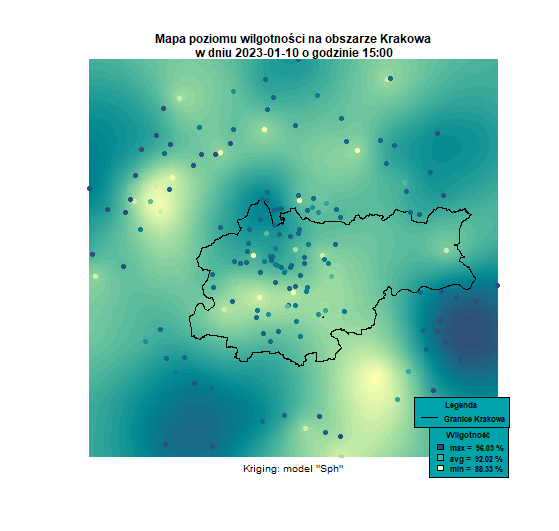 Mapa poziomu wilgotności na obszarze Krakowa
w dniu 2023-01-10 o godzinie 15:00
Legenda
Granice Krakowa
Wilgotność
max = 96.03 %
avg = 92.02 %
min = 88.33 %
Kriging: model "Sph"